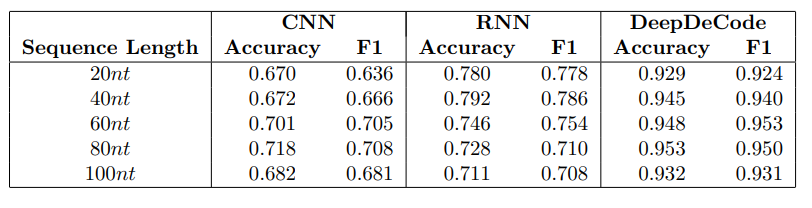 CNN RNN DeepDeCode
Sequence Length Accuracy F1 Accuracy F1 Accuracy F1
20nt 0.670 0.636 0.780 0.778 0.929 0.924
40nt 0.672 0.666 0.792 0.786 0.945 0.940
60nt 0.701 0.705 0.746 0.754 0.948 0.953
80nt 0.718 0.708 0.728 0.710 0.953 0.950
100nt 0.682 0.681 0.711 0.708 0.932 0.931